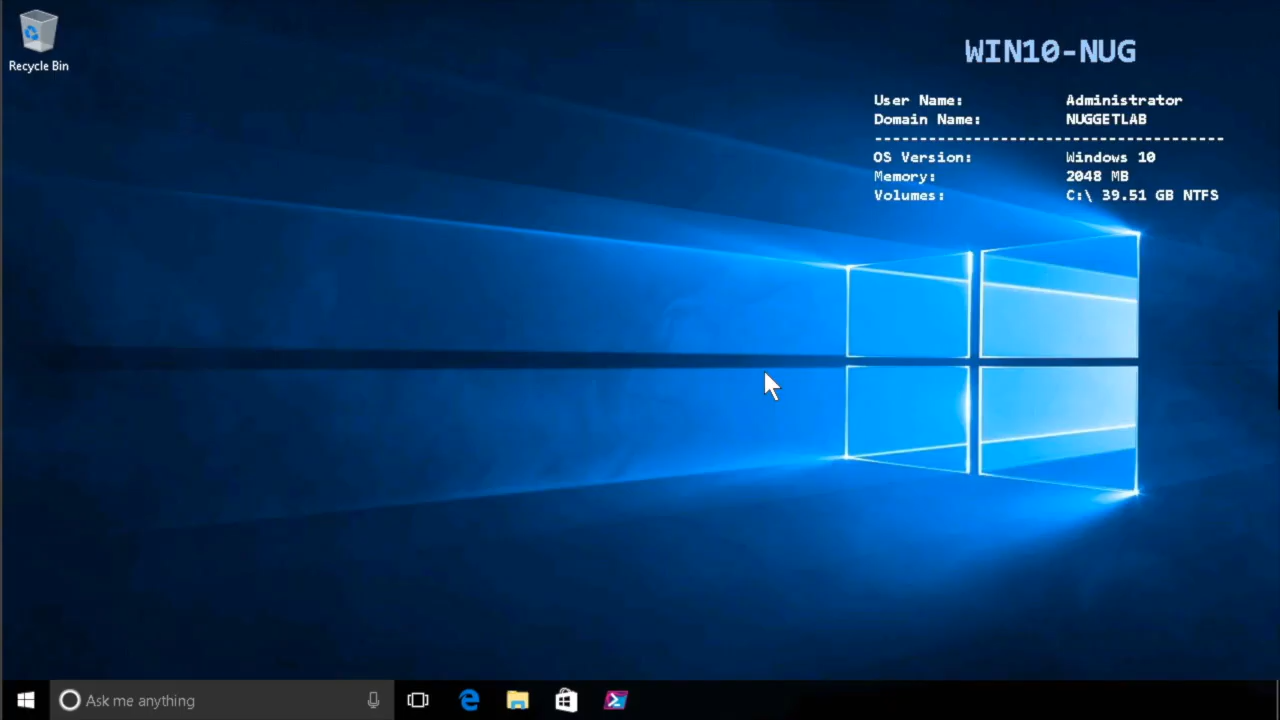 Recycle Bin
WIN10-NUG
User Name: Administrator
Domain Name: NUGGETLAB
---------------------------------------
OS Version: Windows 10
Memory: 2048 MB
Volumes: C:\ 39.51 GB NTFS
Ask me anything